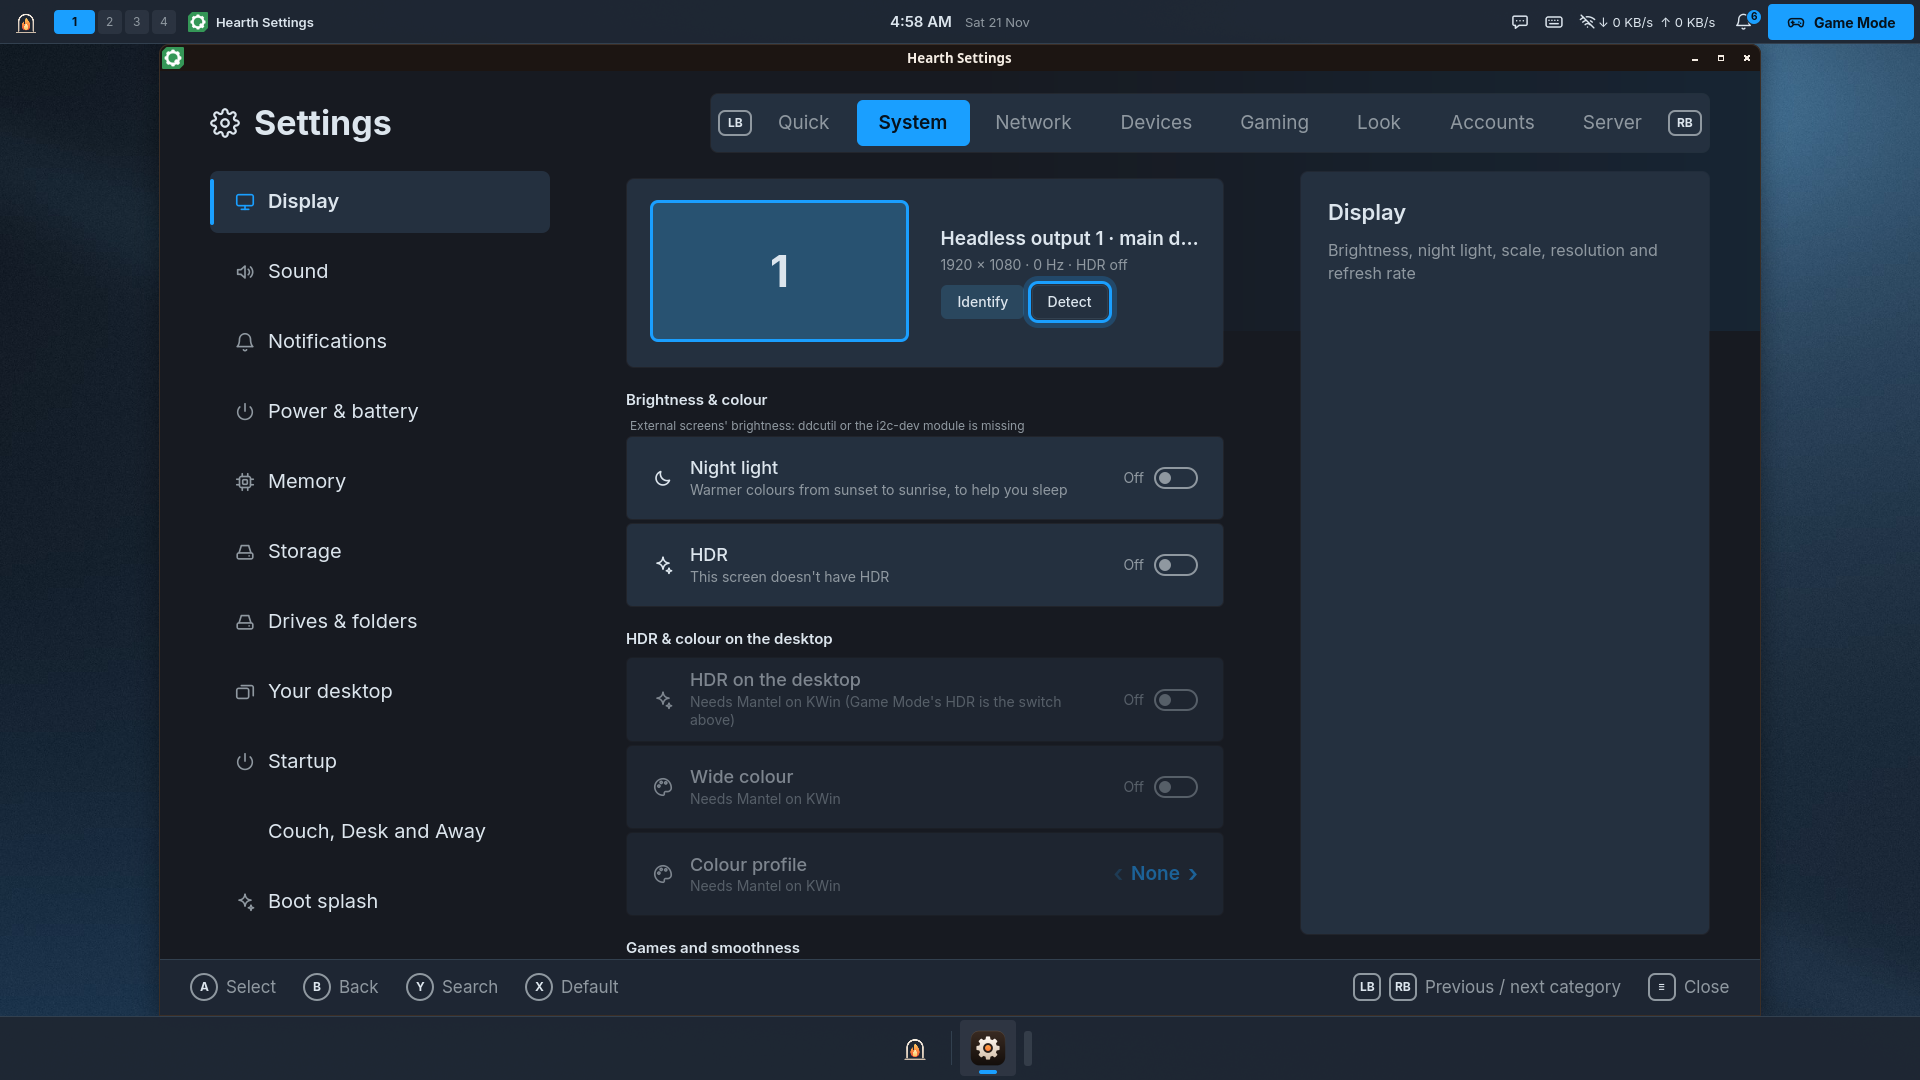 1 2 3 4 Hearth Settings
4:58 AM Sat 21 Nov
↓ 0 KB/s ↑ 0 KB/s
6
Game Mode
Hearth Settings
Settings
LB Quick System Network Devices Gaming Look Accounts Server RB
Display
Sound
Notifications
Power & battery
Memory
Storage
Drives & folders
Your desktop
Startup
Couch, Desk and Away
Boot splash
1
Headless output 1 · main d…
1920 × 1080 · 0 Hz · HDR off
Identify Detect
Brightness & colour
External screens' brightness: ddcutil or the i2c-dev module is missing
Night light
Warmer colours from sunset to sunrise, to help you sleep
Off
HDR
This screen doesn't have HDR
Off
HDR & colour on the desktop
HDR on the desktop
Needs Mantel on KWin (Game Mode's HDR is the switch
above)
Off
Wide colour
Needs Mantel on KWin
Off
Colour profile
Needs Mantel on KWin
‹ None ›
Games and smoothness
Display
Brightness, night light, scale, resolution and
refresh rate
A Select B Back Y Search X Default
LB RB Previous / next category ≡ Close